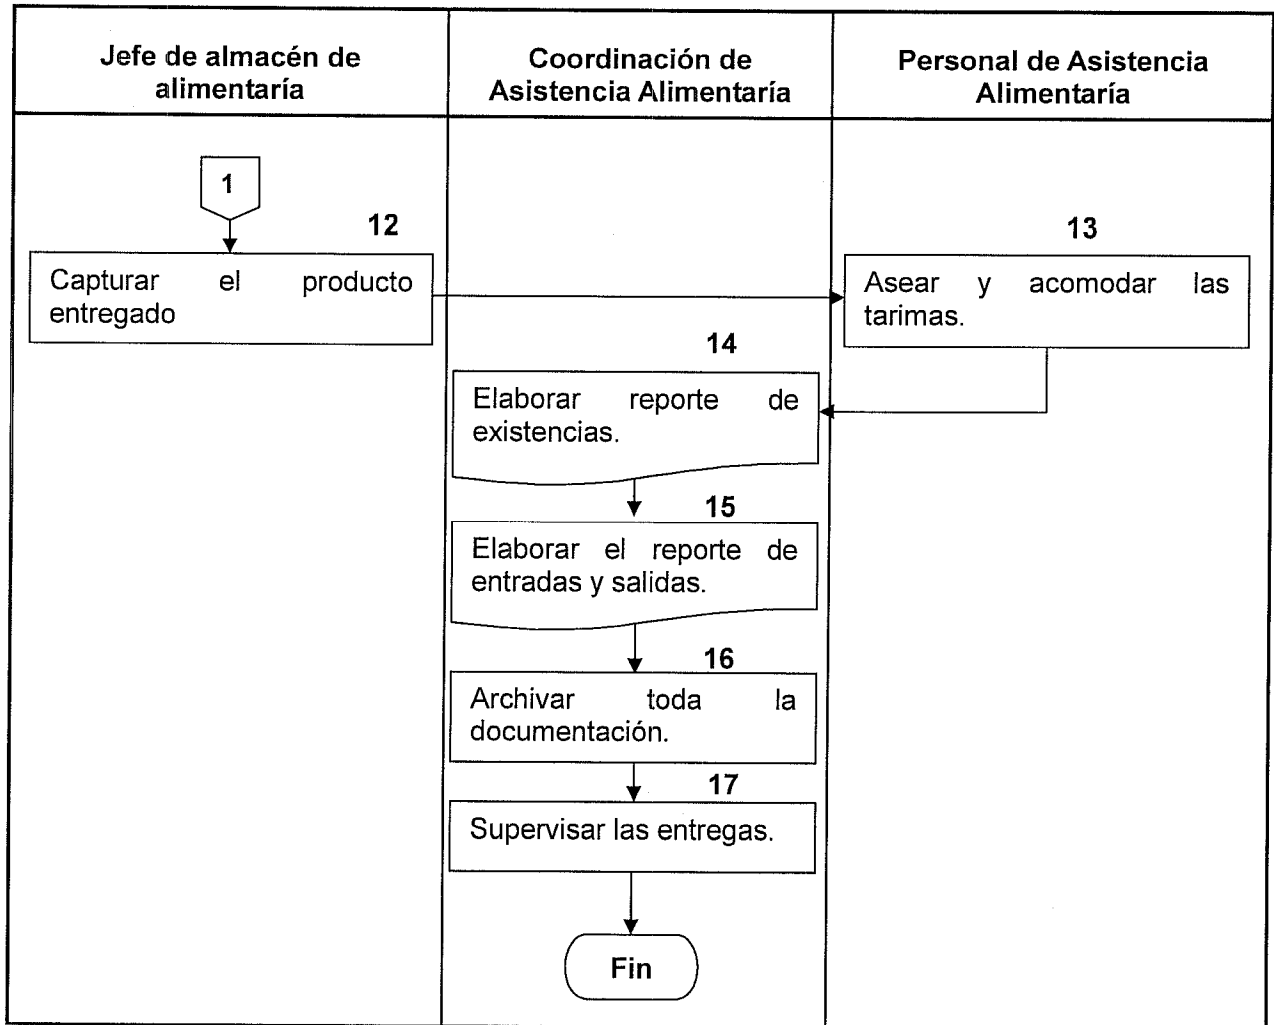 Jefe de almacén de
alimentaría
Coordinación de
Asistencia Alimentaría
Personal de Asistencia
Alimentaría
1
12
Capturar el producto
entregado
13
Asear y acomodar las
tarimas.
14
Elaborar reporte de
existencias.
15
Elaborar el reporte de
entradas y salidas.
16
Archivar toda la
documentación.
17
Supervisar las entregas.
Fin